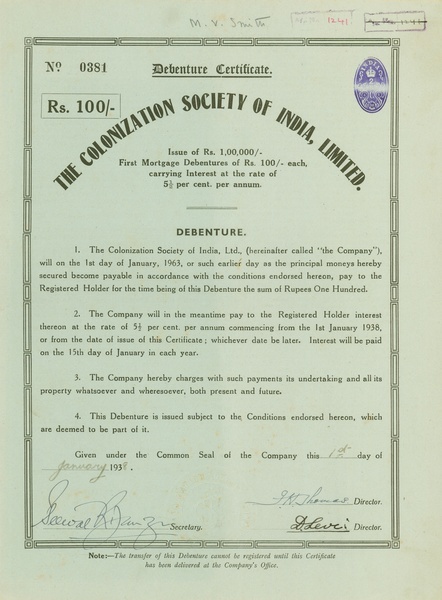 M. V. Smith
1241
1241
No 0381
Debenture Certificate.
INDIA
Rs. 100/-
THE COLONIZATION SOCIETY OF INDIA, LIMITED.
Issue of Rs. 1,00,000/-
First Mortgage Debentures of Rs. 100/- each,
carrying Interest at the rate of
5½ per cent. per annum.
DEBENTURE.
1. The Colonization Society of India, Ltd., (hereinafter called "the Company"),
will on the 1st day of January, 1963, or such earlier day as the principal moneys hereby
secured become payable in accordance with the conditions endorsed hereon, pay to the
Registered Holder for the time being of this Debenture the sum of Rupees One Hundred.
2. The Company will in the meantime pay to the Registered Holder interest
thereon at the rate of 5½ per cent. per annum commencing from the 1st January 1938,
or from the date of issue of this Certificate; whichever date be later. Interest will be paid
on the 15th day of January in each year.
3. The Company hereby charges with such payments its undertaking and all its
property whatsoever and wheresoever, both present and future.
4. This Debenture is issued subject to the Conditions endorsed hereon, which
are deemed to be part of it.
Given under the Common Seal of the Company this 1st day of
January 1938.
Thomas Director.
Secretary. D. Levi Director.
Note:—The transfer of this Debenture cannot be registered until this Certificate
has been delivered at the Company's Office.